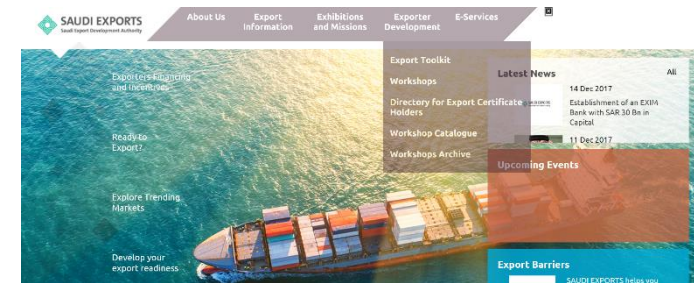 SAUDI EXPORTS
Saudi Export Development Authority
About Us
Export
Information
Exhibitions
and Missions
Exporter
Development
E-Services
Export Toolkit
Workshops
Directory for Export Certificate
Holders
Workshop Catalogue
Workshops Archive
Exporters Financing
and Incentives
Ready to
Export?
Explore Trending
Markets
Develop your
export readiness
Latest News
All
14 Dec 2017
Establishment of an EXIM
Bank with SAR 30 Bn in
Capital
11 Dec 2017
Upcoming Events
Export Barriers
SAUDI EXPORTS helps you